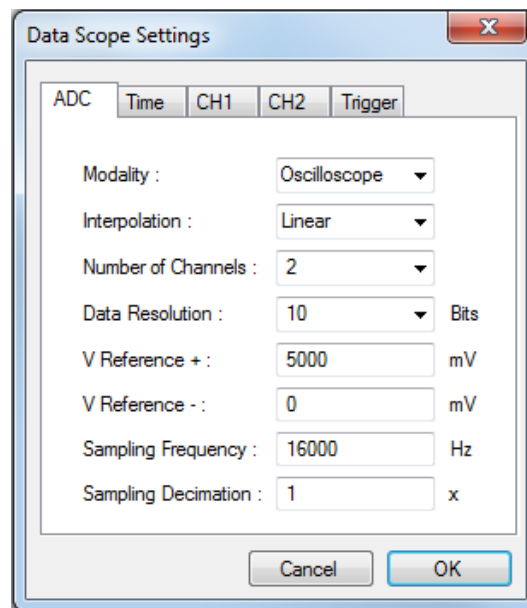 Data Scope Settings
x
ADC Time CH1 CH2 Trigger
Modality : Oscilloscope
Interpolation : Linear
Number of Channels : 2
Data Resolution : 10 Bits
V Reference + : 5000 mV
V Reference - : 0 mV
Sampling Frequency : 16000 Hz
Sampling Decimation : 1 x
Cancel OK